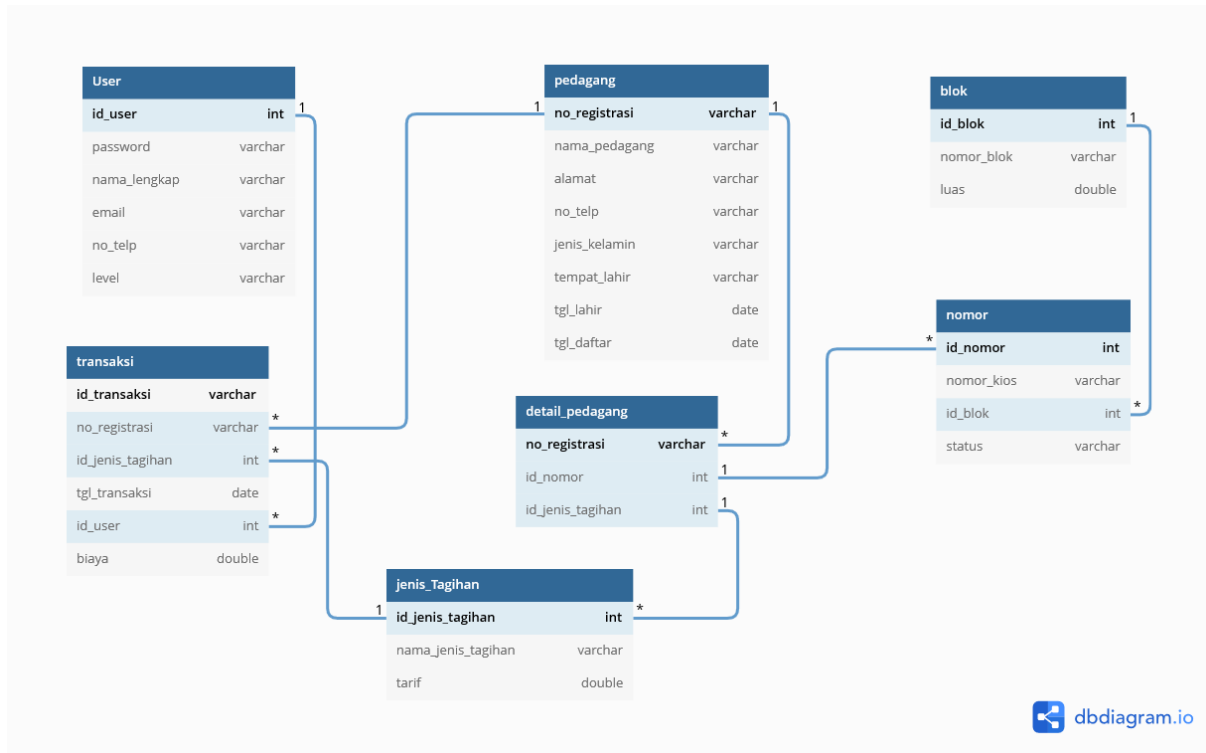 User
id_user int 1
password varchar
nama_lengkap varchar
email varchar
no_telp varchar
level varchar
pedagang
1 no_registrasi varchar 1
nama_pedagang varchar
alamat varchar
no_telp varchar
jenis_kelamin varchar
tempat_lahir varchar
tgl_lahir date
tgl_daftar date
blok
id_blok int 1
nomor_blok varchar
luas double
transaksi
id_transaksi varchar
no_registrasi varchar *
id_jenis_tagihan int *
tgl_transaksi date
id_user int *
biaya double
detail_pedagang
no_registrasi varchar *
id_nomor int 1
id_jenis_tagihan int 1
nomor
* id_nomor int
nomor_kios varchar
id_blok int *
status varchar
jenis_Tagihan
1 id_jenis_tagihan int *
nama_jenis_tagihan varchar
tarif double
dbdiagram.io